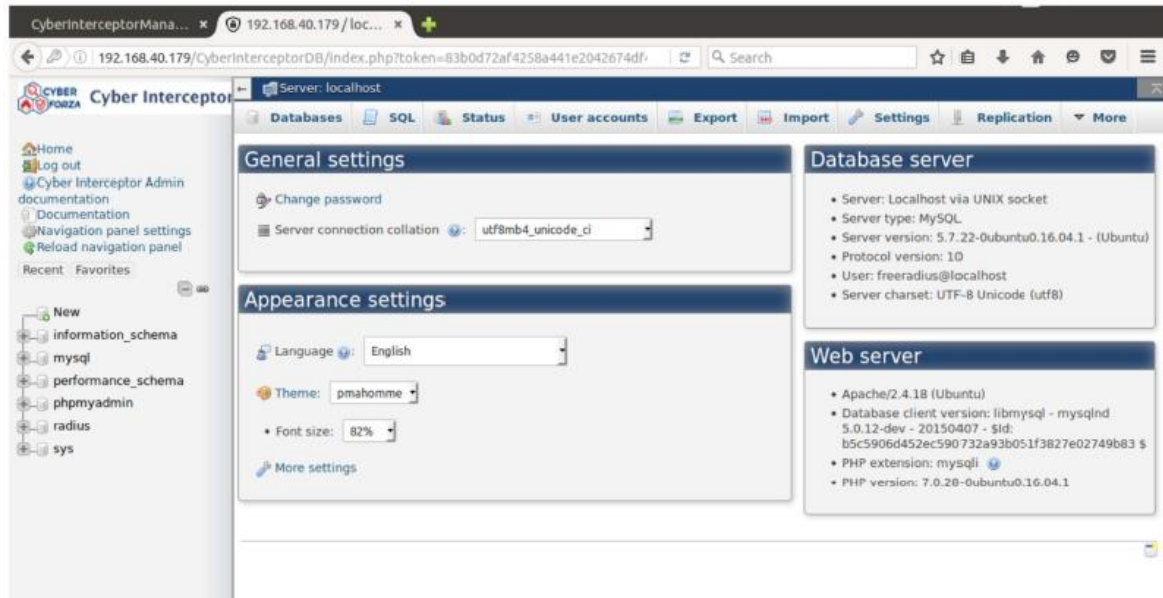 CyberInterceptorMana... ×
192.168.40.179 / loc... ×
192.168.40.179/CyberInterceptorDB/index.php?token=83b0d72af4258a441e2042674df
Search
CYBER FORZA
Cyber Interceptor
Home
Log out
Cyber Interceptor Admin
documentation
Documentation
Navigation panel settings
Reload navigation panel
Recent Favorites
New
information_schema
mysql
performance_schema
phpmyadmin
radius
sys
Server: localhost
Databases SQL Status User accounts Export Import Settings Replication More
General settings
Change password
Server connection collation : utf8mb4_unicode_ci
Appearance settings
Language : English
Theme: pmahomme
• Font size: 82%
More settings
Database server
• Server: Localhost via UNIX socket
• Server type: MySQL
• Server version: 5.7.22-0ubuntu0.16.04.1 - (Ubuntu)
• Protocol version: 10
• User: freeradius@localhost
• Server charset: UTF-8 Unicode (utf8)
Web server
• Apache/2.4.18 (Ubuntu)
• Database client version: libmysql - mysqlnd
5.0.12-dev - 20150407 - $Id:
b5c5906d452ec590732a93b051f3827e02749b83 $
• PHP extension: mysqli
• PHP version: 7.0.28-0ubuntu0.16.04.1